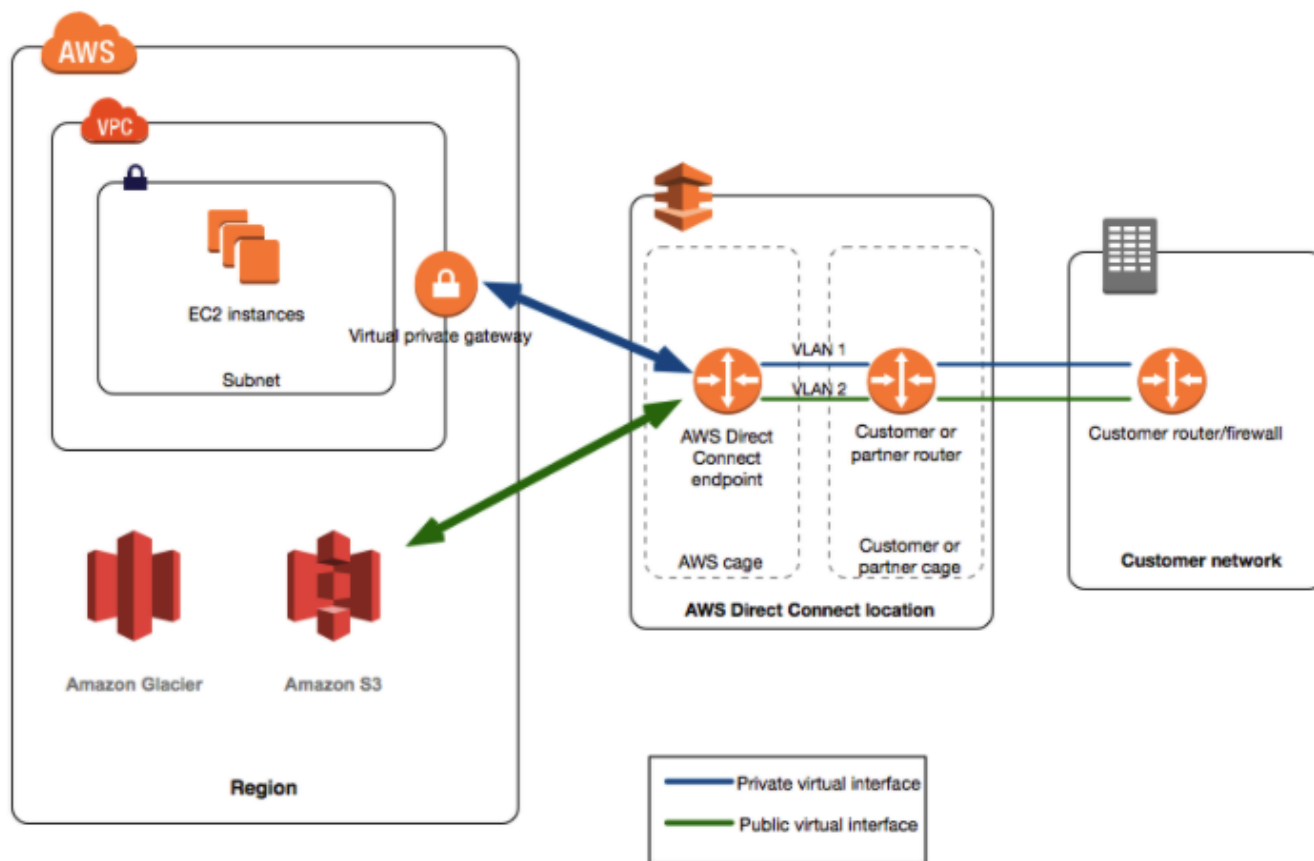 AWS
VPC
EC2 instances
Subnet
Virtual private gateway
Amazon Glacier
Amazon S3
Region
VLAN 1
VLAN 2
AWS Direct
Connect
endpoint
Customer or
partner router
AWS cage
Customer or
partner cage
AWS Direct Connect location
Customer router/firewall
Customer network
Private virtual interface
Public virtual interface